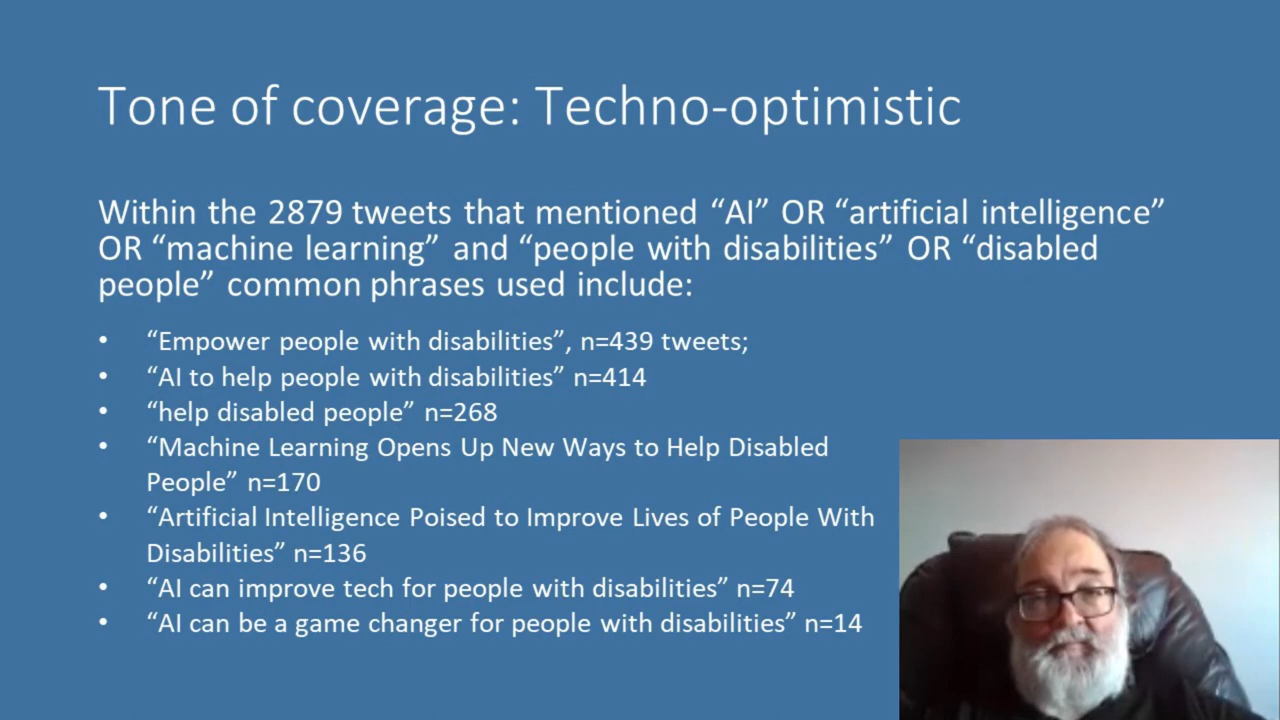 Tone of coverage: Techno-optimistic
Within the 2879 tweets that mentioned “AI” OR “artificial intelligence”
OR “machine learning” and “people with disabilities” OR “disabled
people” common phrases used include:
• “Empower people with disabilities”, n=439 tweets;
• “AI to help people with disabilities” n=414
• “help disabled people” n=268
• “Machine Learning Opens Up New Ways to Help Disabled
People” n=170
• “Artificial Intelligence Poised to Improve Lives of People With
Disabilities” n=136
• “AI can improve tech for people with disabilities” n=74
• “AI can be a game changer for people with disabilities” n=14